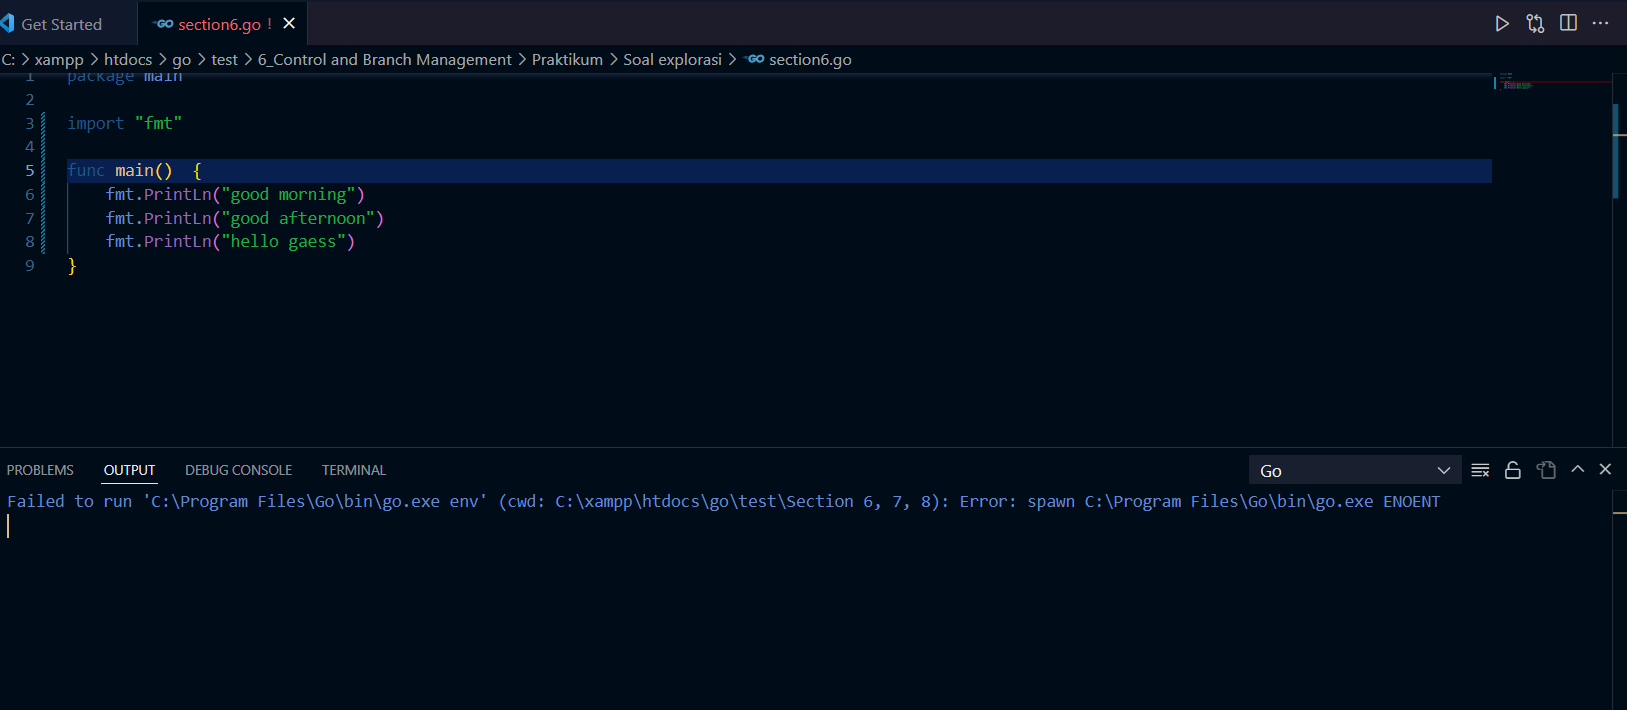 Get Started GO section6.go ! ×
C: > xampp > htdocs > go > test > 6_Control and Branch Management > Praktikum > Soal explorasi > GO section6.go
1 package main
2
3 import "fmt"
4
5 func main()  {
6     fmt.PrintLn("good morning")
7     fmt.PrintLn("good afternoon")
8     fmt.PrintLn("hello gaess")
9 }
PROBLEMS OUTPUT DEBUG CONSOLE TERMINAL Go
Failed to run 'C:\Program Files\Go\bin\go.exe env' (cwd: C:\xampp\htdocs\go\test\Section 6, 7, 8): Error: spawn C:\Program Files\Go\bin\go.exe ENOENT